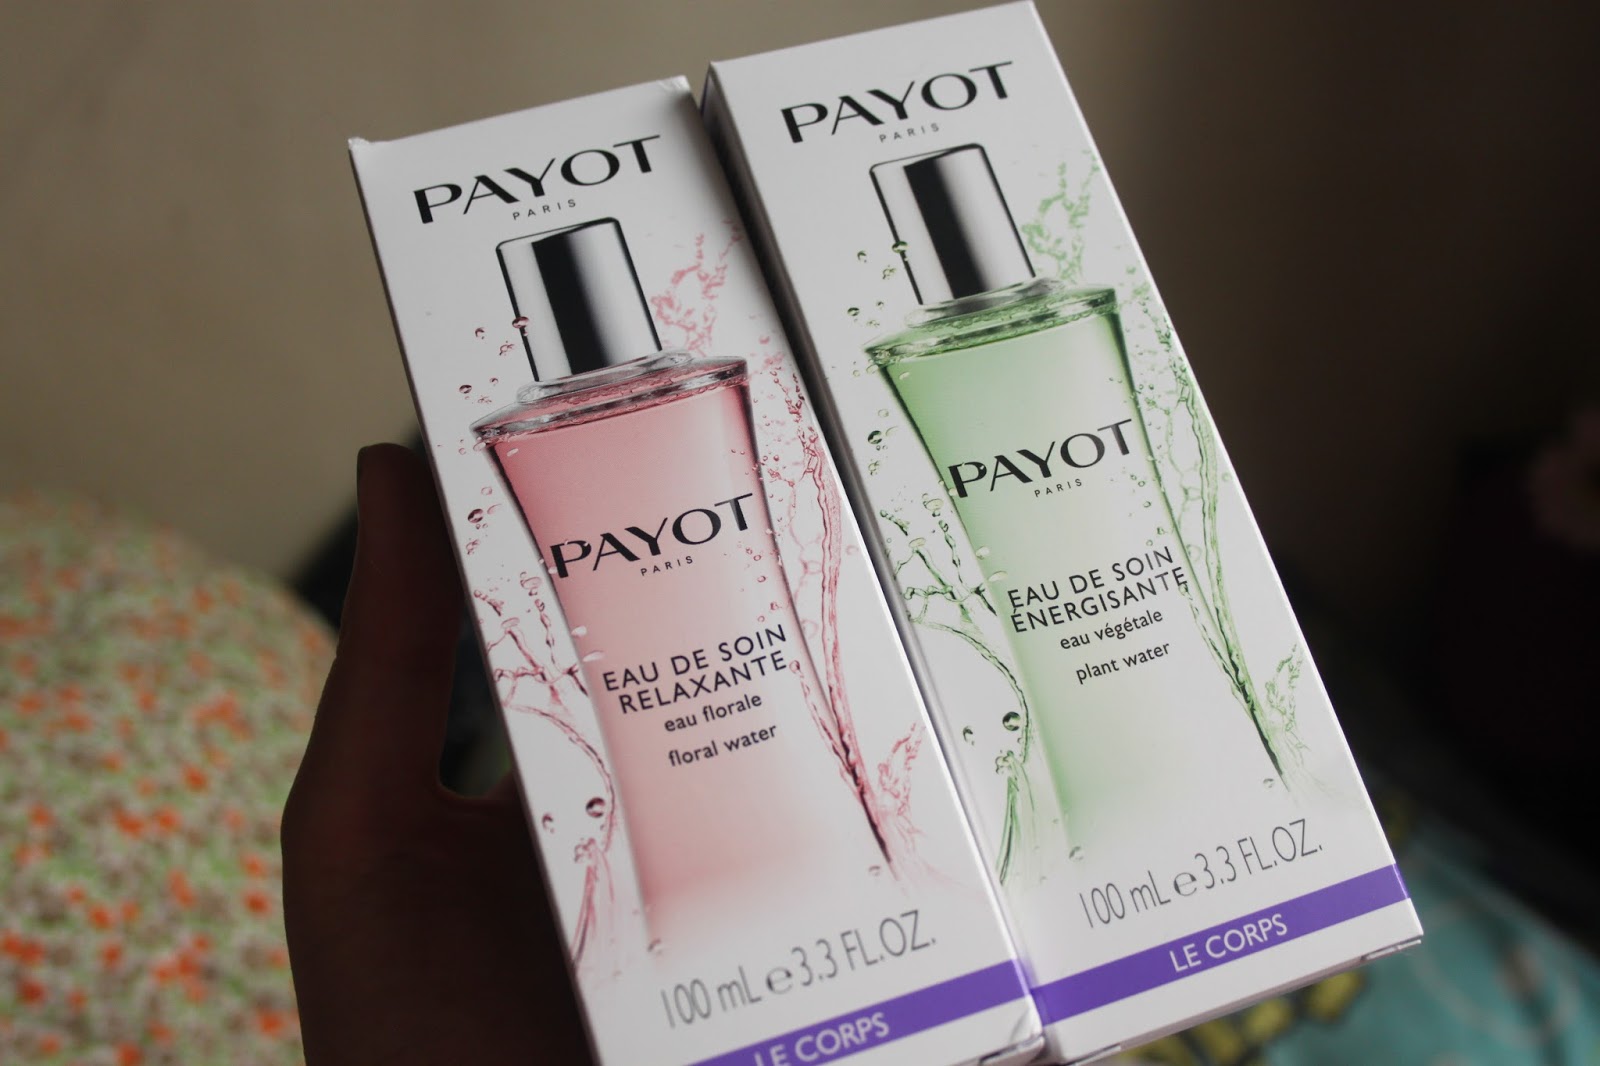 PAYOT
PARIS
PAYOT
PARIS
EAU DE SOIN
RELAXANTE
eau florale
floral water
100 mL e 3.3 FL.OZ.
LE CORPS
PAYOT
PARIS
PAYOT
PARIS
EAU DE SOIN
ÉNERGISANTE
eau végétale
plant water
100 mL e 3.3 FL.OZ.
LE CORPS